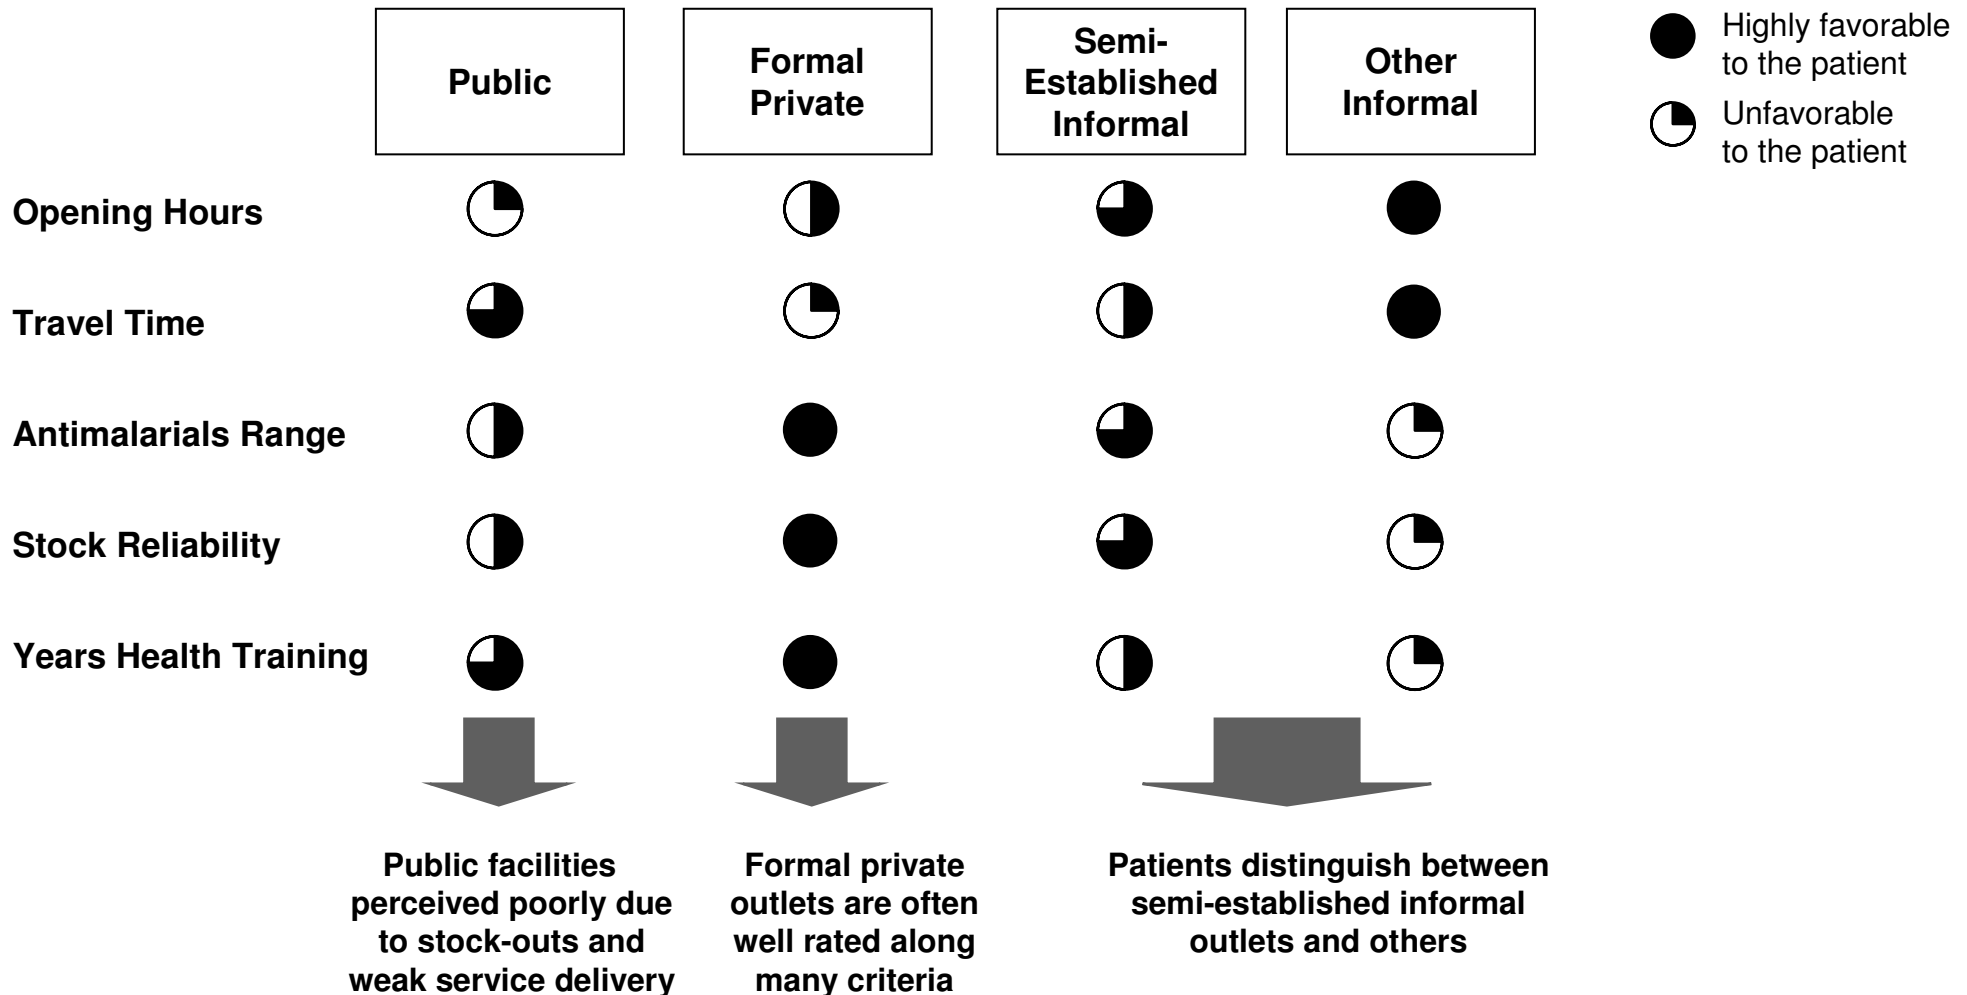 Public
Formal
Private
Semi-
Established
Informal
Other
Informal
Highly favorable
to the patient
Unfavorable
to the patient
Opening Hours
Travel Time
Antimalarials Range
Stock Reliability
Years Health Training
Public facilities
perceived poorly due
to stock-outs and
weak service delivery
Formal private
outlets are often
well rated along
many criteria
Patients distinguish between
semi-established informal
outlets and others